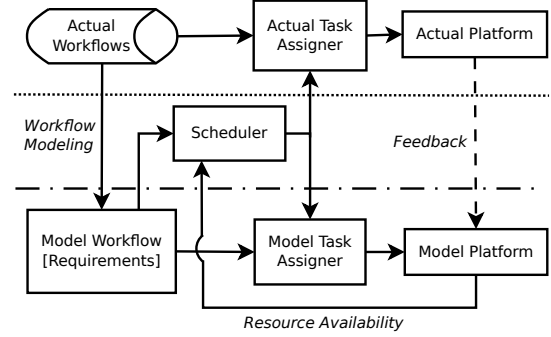 Actual
Workflows
Actual Task
Assigner
Actual Platform
Workflow
Modeling
Scheduler
Feedback
Model Workflow
[Requirements]
Model Task
Assigner
Model Platform
Resource Availability